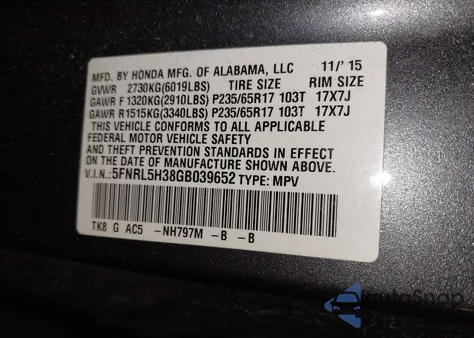 MFD. BY HONDA MFG. OF ALABAMA, LLC 11/' 15
GVWR 2730KG(6019LBS) TIRE SIZE RIM SIZE
GAWR F 1320KG(2910LBS) P235/65R17 103T 17X7J
GAWR R1515KG(3340LBS) P235/65R17 103T 17X7J
THIS VEHICLE CONFORMS TO ALL APPLICABLE
FEDERAL MOTOR VEHICLE SAFETY
AND THEFT PREVENTION STANDARDS IN EFFECT
ON THE DATE OF MANUFACTURE SHOWN ABOVE.
V.I.N.: 5FNRL5H38GB039652 TYPE: MPV
TK8 G AC5 -NH797M -B -B
autoSnap